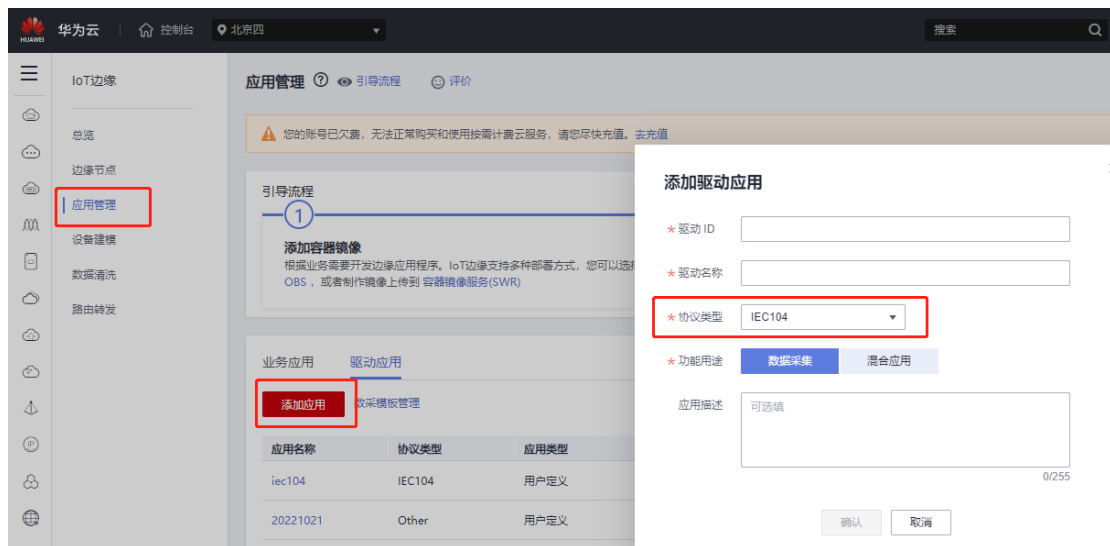 HUAWEI 华为云 控制台 北京四 搜索
IoT边缘
总览
边缘节点
应用管理
设备建模
数据清洗
路由转发
IP
应用管理 ? 引导流程 评价
您的账号已欠费，无法正常购买和使用按需计费云服务，请您尽快充值。去充值
引导流程
1
添加容器镜像
根据业务需要开发边缘应用程序。IoT边缘支持多种部署方式，您可以选择
OBS ，或者制作镜像上传到 容器镜像服务(SWR)
业务应用 驱动应用
添加应用 数采模板管理
应用名称 协议类型 应用类型
iec104 IEC104 用户定义
20221021 Other 用户定义
添加驱动应用
* 驱动 ID
* 驱动名称
* 协议类型 IEC104
* 功能用途 数据采集 混合应用
应用描述 可选填
0/255
确认 取消